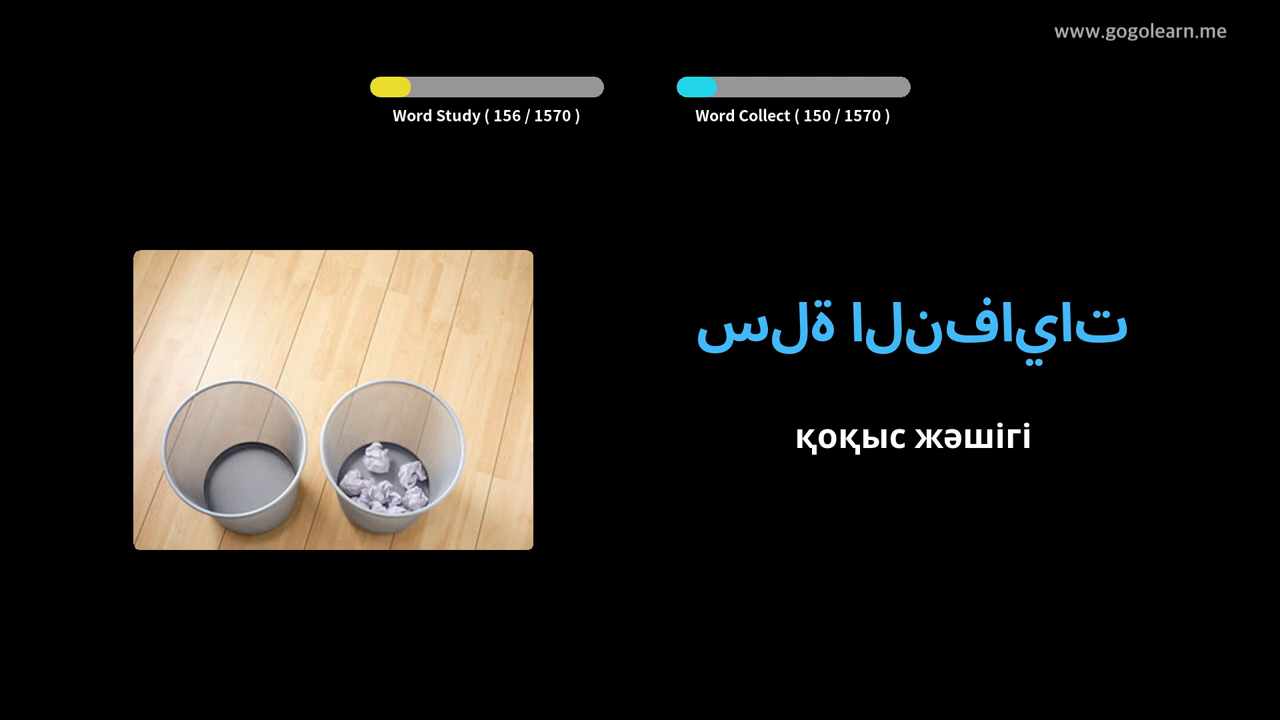 www.gogolearn.me
Word Study ( 156 / 1570 )
Word Collect ( 150 / 1570 )
سلة النفايات
қоқыс жәшігі